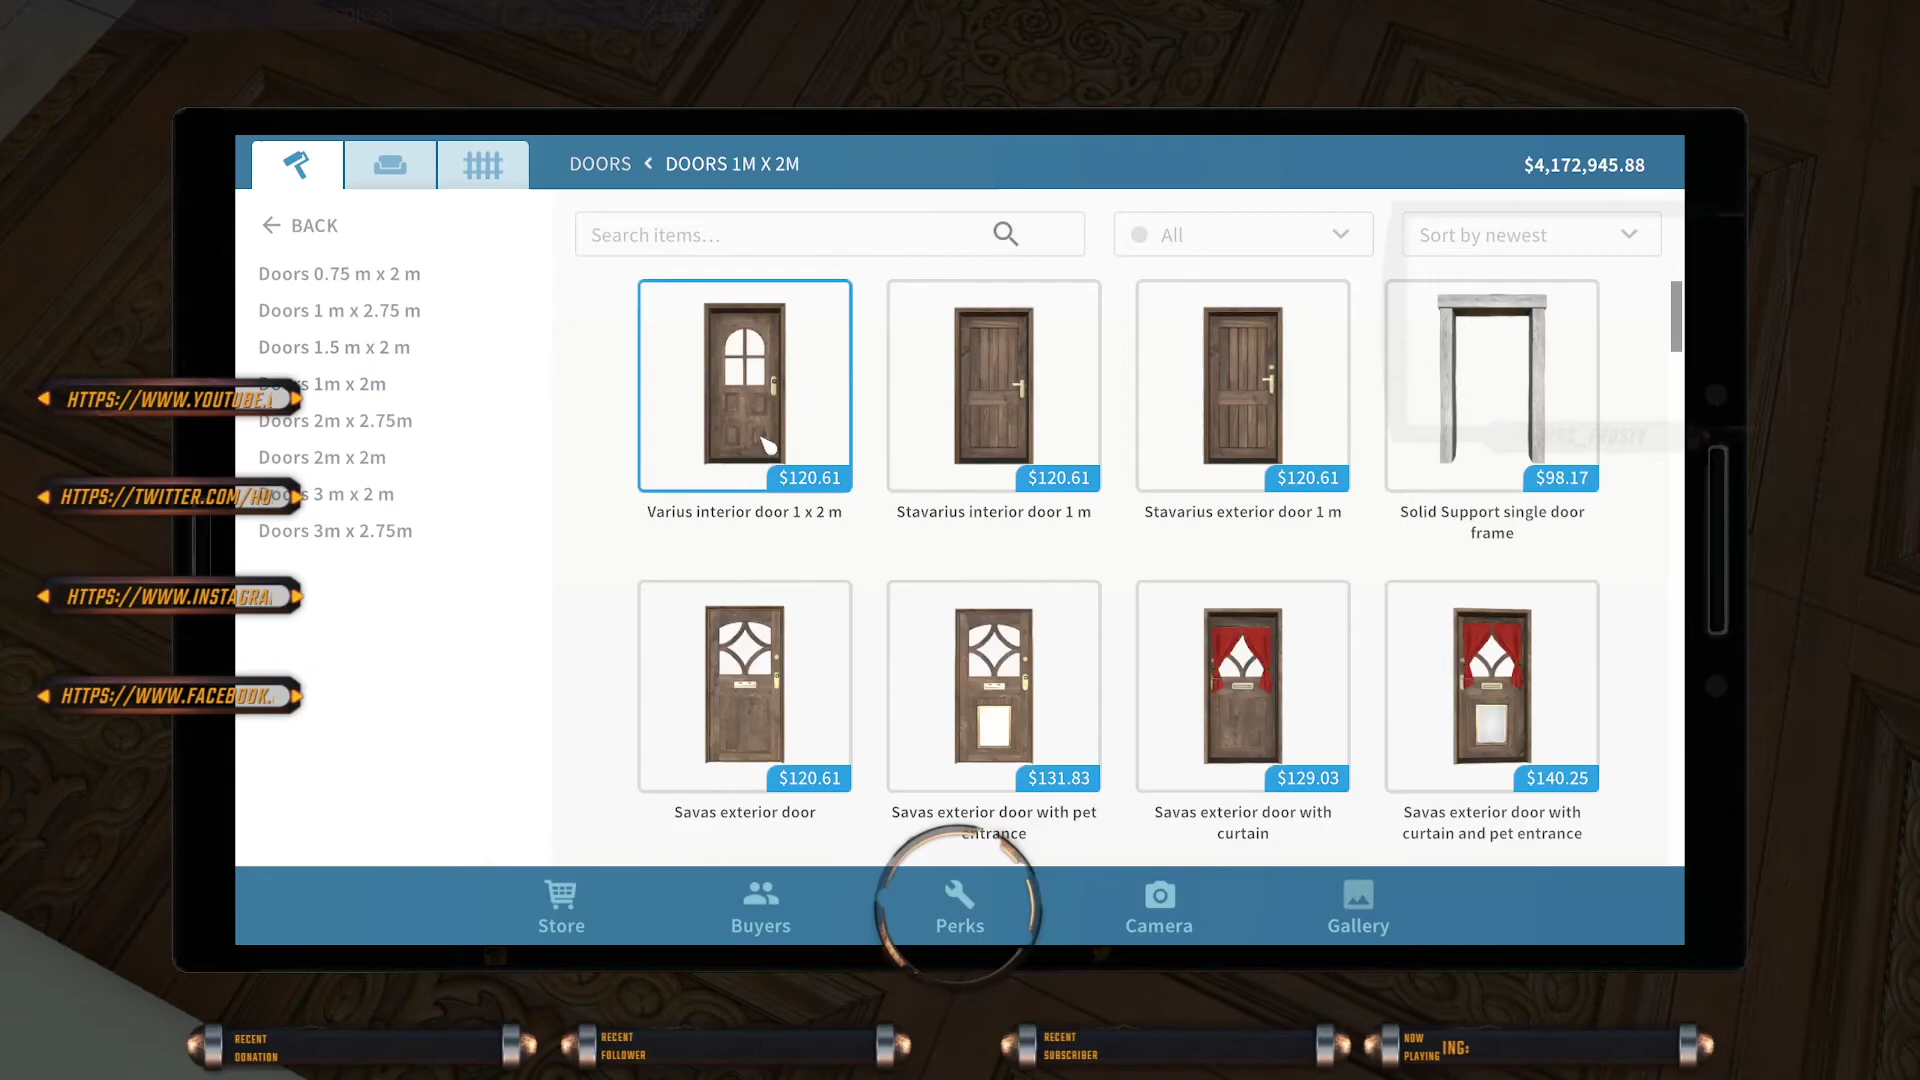 DOORS < DOORS 1M X 2M
$4,172,945.88
BACK
Search items...
All
Sort by newest
Doors 0.75 m x 2 m
Doors 1 m x 2.75 m
Doors 1.5 m x 2 m
Doors 1m x 2m
Doors 2m x 2.75m
Doors 2m x 2m
Doors 3 m x 2 m
Doors 3m x 2.75m
HTTPS://WWW.YOUTUBE.
HTTPS://TWITTER.COM/HU
HTTPS://WWW.INSTAGRA
HTTPS://WWW.FACEBOOK.
$120.61
$120.61
$120.61
$98.17
Varius interior door 1 x 2 m
Stavarius interior door 1 m
Stavarius exterior door 1 m
Solid Support single door
frame
$120.61
$131.83
$129.03
$140.25
Savas exterior door
Savas exterior door with pet
entrance
Savas exterior door with
curtain
Savas exterior door with
curtain and pet entrance
Store
Buyers
Perks
Camera
Gallery
RECENT
DONATION
RECENT
FOLLOWER
RECENT
SUBSCRIBER
NOW
PLAYING
ING: